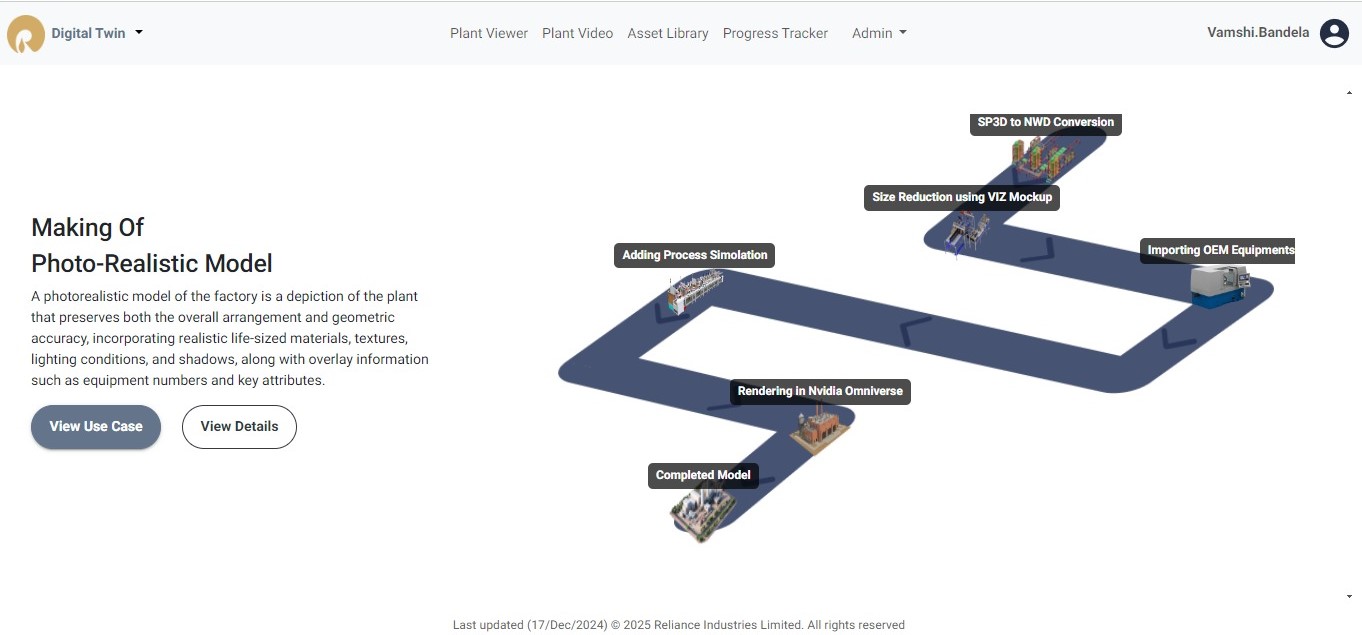 Digital Twin
Plant Viewer
Plant Video
Asset Library
Progress Tracker
Admin
Vamshi.Bandela
SP3D to NWD Conversion
Size Reduction using VIZ Mockup
Importing OEM Equipments
Adding Process Simolation
Rendering in Nvidia Omniverse
Completed Model
Making Of
Photo-Realistic Model
A photorealistic model of the factory is a depiction of the plant
that preserves both the overall arrangement and geometric
accuracy, incorporating realistic life-sized materials, textures,
lighting conditions, and shadows, along with overlay information
such as equipment numbers and key attributes.
View Use Case
View Details
Last updated (17/Dec/2024) © 2025 Reliance Industries Limited. All rights reserved